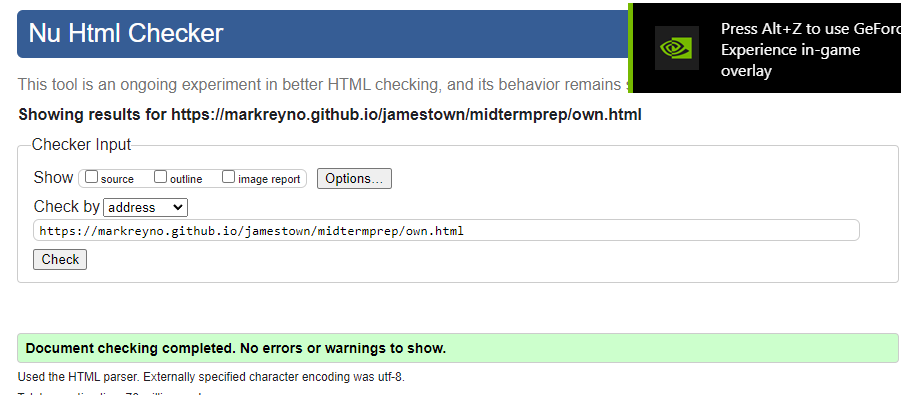 Nu Html Checker
Press Alt+Z to use GeForc
Experience in-game
overlay
This tool is an ongoing experiment in better HTML checking, and its behavior remains
Showing results for https://markreyno.github.io/jamestown/midtermprep/own.html
Checker Input
Show source outline image report Options...
Check by address
https://markreyno.github.io/jamestown/midtermprep/own.html
Check
Document checking completed. No errors or warnings to show.
Used the HTML parser. Externally specified character encoding was utf-8.